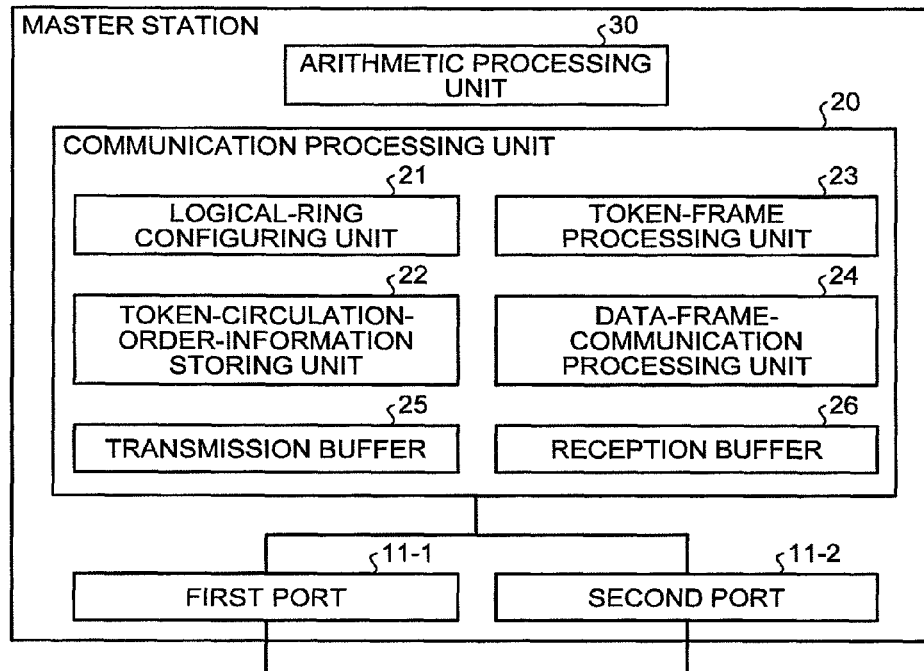 MASTER STATION
30
ARITHMETIC PROCESSING
UNIT
20
COMMUNICATION PROCESSING UNIT
21
LOGICAL-RING
CONFIGURING UNIT
23
TOKEN-FRAME
PROCESSING UNIT
22
TOKEN-CIRCULATION-
ORDER-INFORMATION
STORING UNIT
24
DATA-FRAME-
COMMUNICATION
PROCESSING UNIT
25
TRANSMISSION BUFFER
26
RECEPTION BUFFER
11-1
FIRST PORT
11-2
SECOND PORT